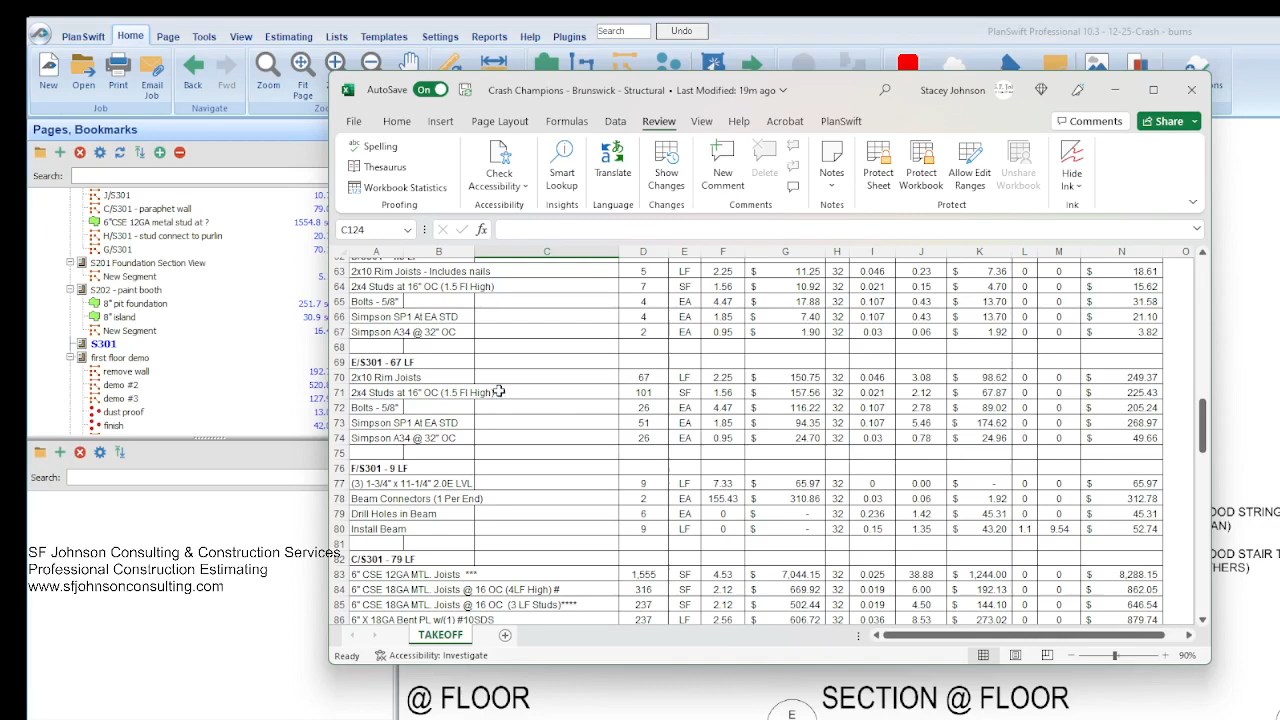 PlanSwift Home Page Tools View Estimating Lists Templates Settings Reports Help Plugins Search Undo PlanSwift Professional 10.3 - 12-25-Crash - burns
New Open Print Email Job Back Fwd Zoom Fit Page
Job Navigate
Pages, Bookmarks
Search:
J/S301
C/S301 - paraphet wall 79.0
6"CSE 12GA metal stud at ? 1554.8 s
H/S301 - stud connect to purlin
G/S301
S201 Foundation Section View
New Segment
S202 - paint booth
8" pit foundation 251.7 s
8" island 30.9 s
New Segment
S301
first floor demo
remove wall
demo #2
demo #3
dust proof
finish
Search:
SF Johnson Consulting & Construction Services
Professional Construction Estimating
www.sfjohnsonconsulting.com
AutoSave On Crash Champions - Brunswick - Structural • Last Modified: 19m ago Stacey Johnson
File Home Insert Page Layout Formulas Data Review View Help Acrobat PlanSwift Comments Share
Spelling
Thesaurus
Workbook Statistics
Check Accessibility Smart Lookup Translate Show Changes New Comment Delete Notes Protect Sheet Protect Workbook Allow Edit Ranges Unshare Workbook Hide Ink
Proofing Accessibility Insights Language Changes Comments Notes Protect Ink
C124 fx
A B C D E F G H I J K L M N O
63 2x10 Rim Joists - Includes nails 5 LF 2.25 $ 11.25 32 0.046 0.23 $ 7.36 0 0 $ 18.61
64 2x4 Studs at 16" OC (1.5 Fl High) 7 SF 1.56 $ 10.92 32 0.021 0.15 $ 4.70 0 0 $ 15.62
65 Bolts - 5/8" 4 EA 4.47 $ 17.88 32 0.107 0.43 $ 13.70 0 0 $ 31.58
66 Simpson SP1 At EA STD 4 EA 1.85 $ 7.40 32 0.107 0.43 $ 13.70 0 0 $ 21.10
67 Simpson A34 @ 32" OC 2 EA 0.95 $ 1.90 32 0.03 0.06 $ 1.92 0 0 $ 3.82
68
69 E/S301 - 67 LF
70 2x10 Rim Joists 67 LF 2.25 $ 150.75 32 0.046 3.08 $ 98.62 0 0 $ 249.37
71 2x4 Studs at 16" OC (1.5 Fl High) 101 SF 1.56 $ 157.56 32 0.021 2.12 $ 67.87 0 0 $ 225.43
72 Bolts - 5/8" 26 EA 4.47 $ 116.22 32 0.107 2.78 $ 89.02 0 0 $ 205.24
73 Simpson SP1 At EA STD 51 EA 1.85 $ 94.35 32 0.107 5.46 $ 174.62 0 0 $ 268.97
74 Simpson A34 @ 32" OC 26 EA 0.95 $ 24.70 32 0.03 0.78 $ 24.96 0 0 $ 49.66
75
76 F/S301 - 9 LF
77 (3) 1-3/4" x 11-1/4" 2.0E LVL 9 LF 7.33 $ 65.97 32 0 0.00 $ - 0 0 $ 65.97
78 Beam Connectors (1 Per End) 2 EA 155.43 $ 310.86 32 0.03 0.06 $ 1.92 0 0 $ 312.78
79 Drill Holes in Beam 6 EA 0 $ - 32 0.236 1.42 $ 45.31 0 0 $ 45.31
80 Install Beam 9 LF 0 $ - 32 0.15 1.35 $ 43.20 1.1 9.54 $ 52.74
81
82 C/S301 - 79 LF
83 6" CSE 12GA MTL. Joists *** 1,555 SF 4.53 $ 7,044.15 32 0.025 38.88 $ 1,244.00 0 0 $ 8,288.15
84 6" CSE 18GA MTL. Joists @ 16 OC (4LF High) # 316 SF 2.12 $ 669.92 32 0.019 6.00 $ 192.13 0 0 $ 862.05
85 6" CSE 18GA MTL. Joists @ 16 OC (3 LF Studs)**** 237 SF 2.12 $ 502.44 32 0.019 4.50 $ 144.10 0 0 $ 646.54
86 6" X 18GA Bent PL w/(1) #10SDS 237 LF 2.56 $ 606.72 32 0.036 8.53 $ 273.02 0 0 $ 879.74
TAKEOFF
Ready Accessibility: Investigate 90%
OOD STRING
AN)
OOD STAIR T
THERS)
@ FLOOR SECTION @ FLOOR
E